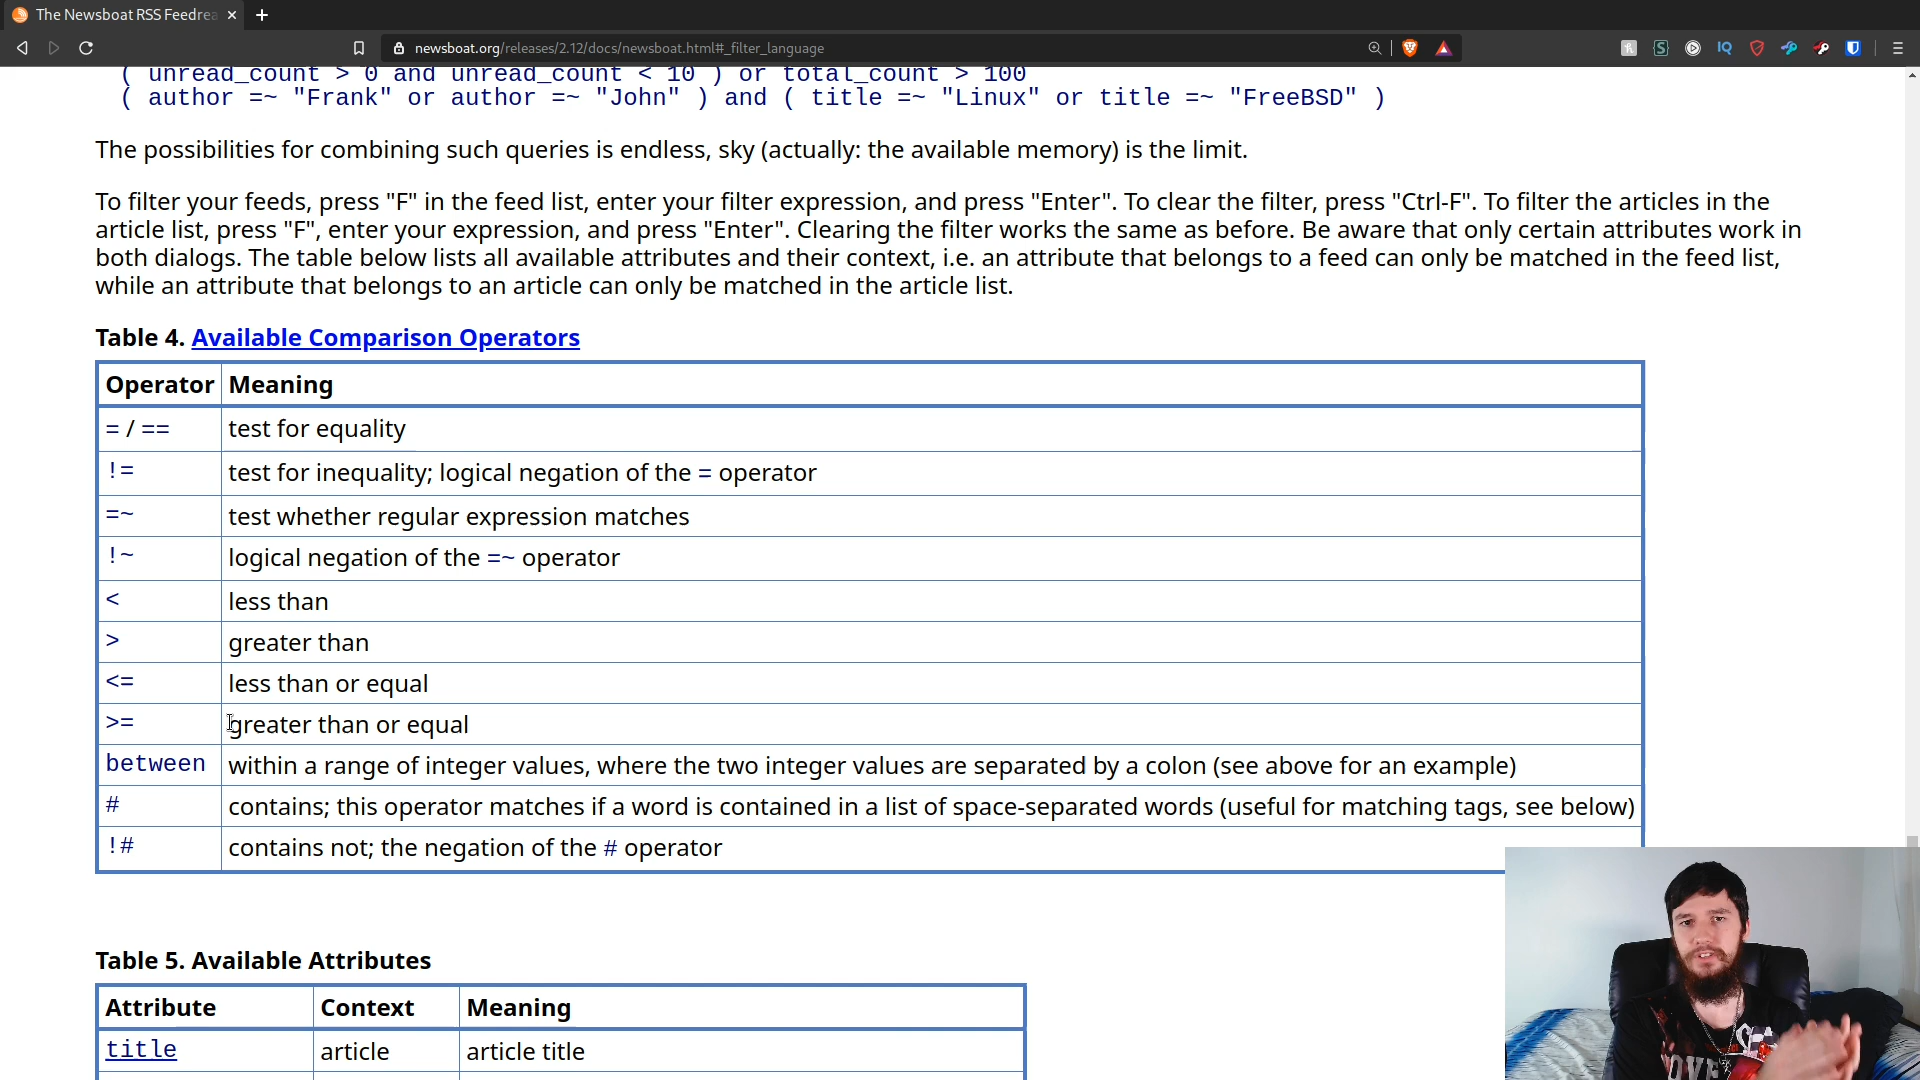 The Newsboat RSS Feedrea
newsboat.org/releases/2.12/docs/newsboat.html#_filter_language
( unread_count > 0 and unread_count < 10 ) or total_count > 100
( author =~ "Frank" or author =~ "John" ) and ( title =~ "Linux" or title =~ "FreeBSD" )
The possibilities for combining such queries is endless, sky (actually: the available memory) is the limit.
To filter your feeds, press "F" in the feed list, enter your filter expression, and press "Enter". To clear the filter, press "Ctrl-F". To filter the articles in the
article list, press "F", enter your expression, and press "Enter". Clearing the filter works the same as before. Be aware that only certain attributes work in
both dialogs. The table below lists all available attributes and their context, i.e. an attribute that belongs to a feed can only be matched in the feed list,
while an attribute that belongs to an article can only be matched in the article list.
Table 4. Available Comparison Operators
Operator Meaning
= / == test for equality
!= test for inequality; logical negation of the = operator
=~ test whether regular expression matches
!~ logical negation of the =~ operator
< less than
> greater than
<= less than or equal
>= greater than or equal
between within a range of integer values, where the two integer values are separated by a colon (see above for an example)
# contains; this operator matches if a word is contained in a list of space-separated words (useful for matching tags, see below)
!# contains not; the negation of the # operator
Table 5. Available Attributes
Attribute Context Meaning
title article article title